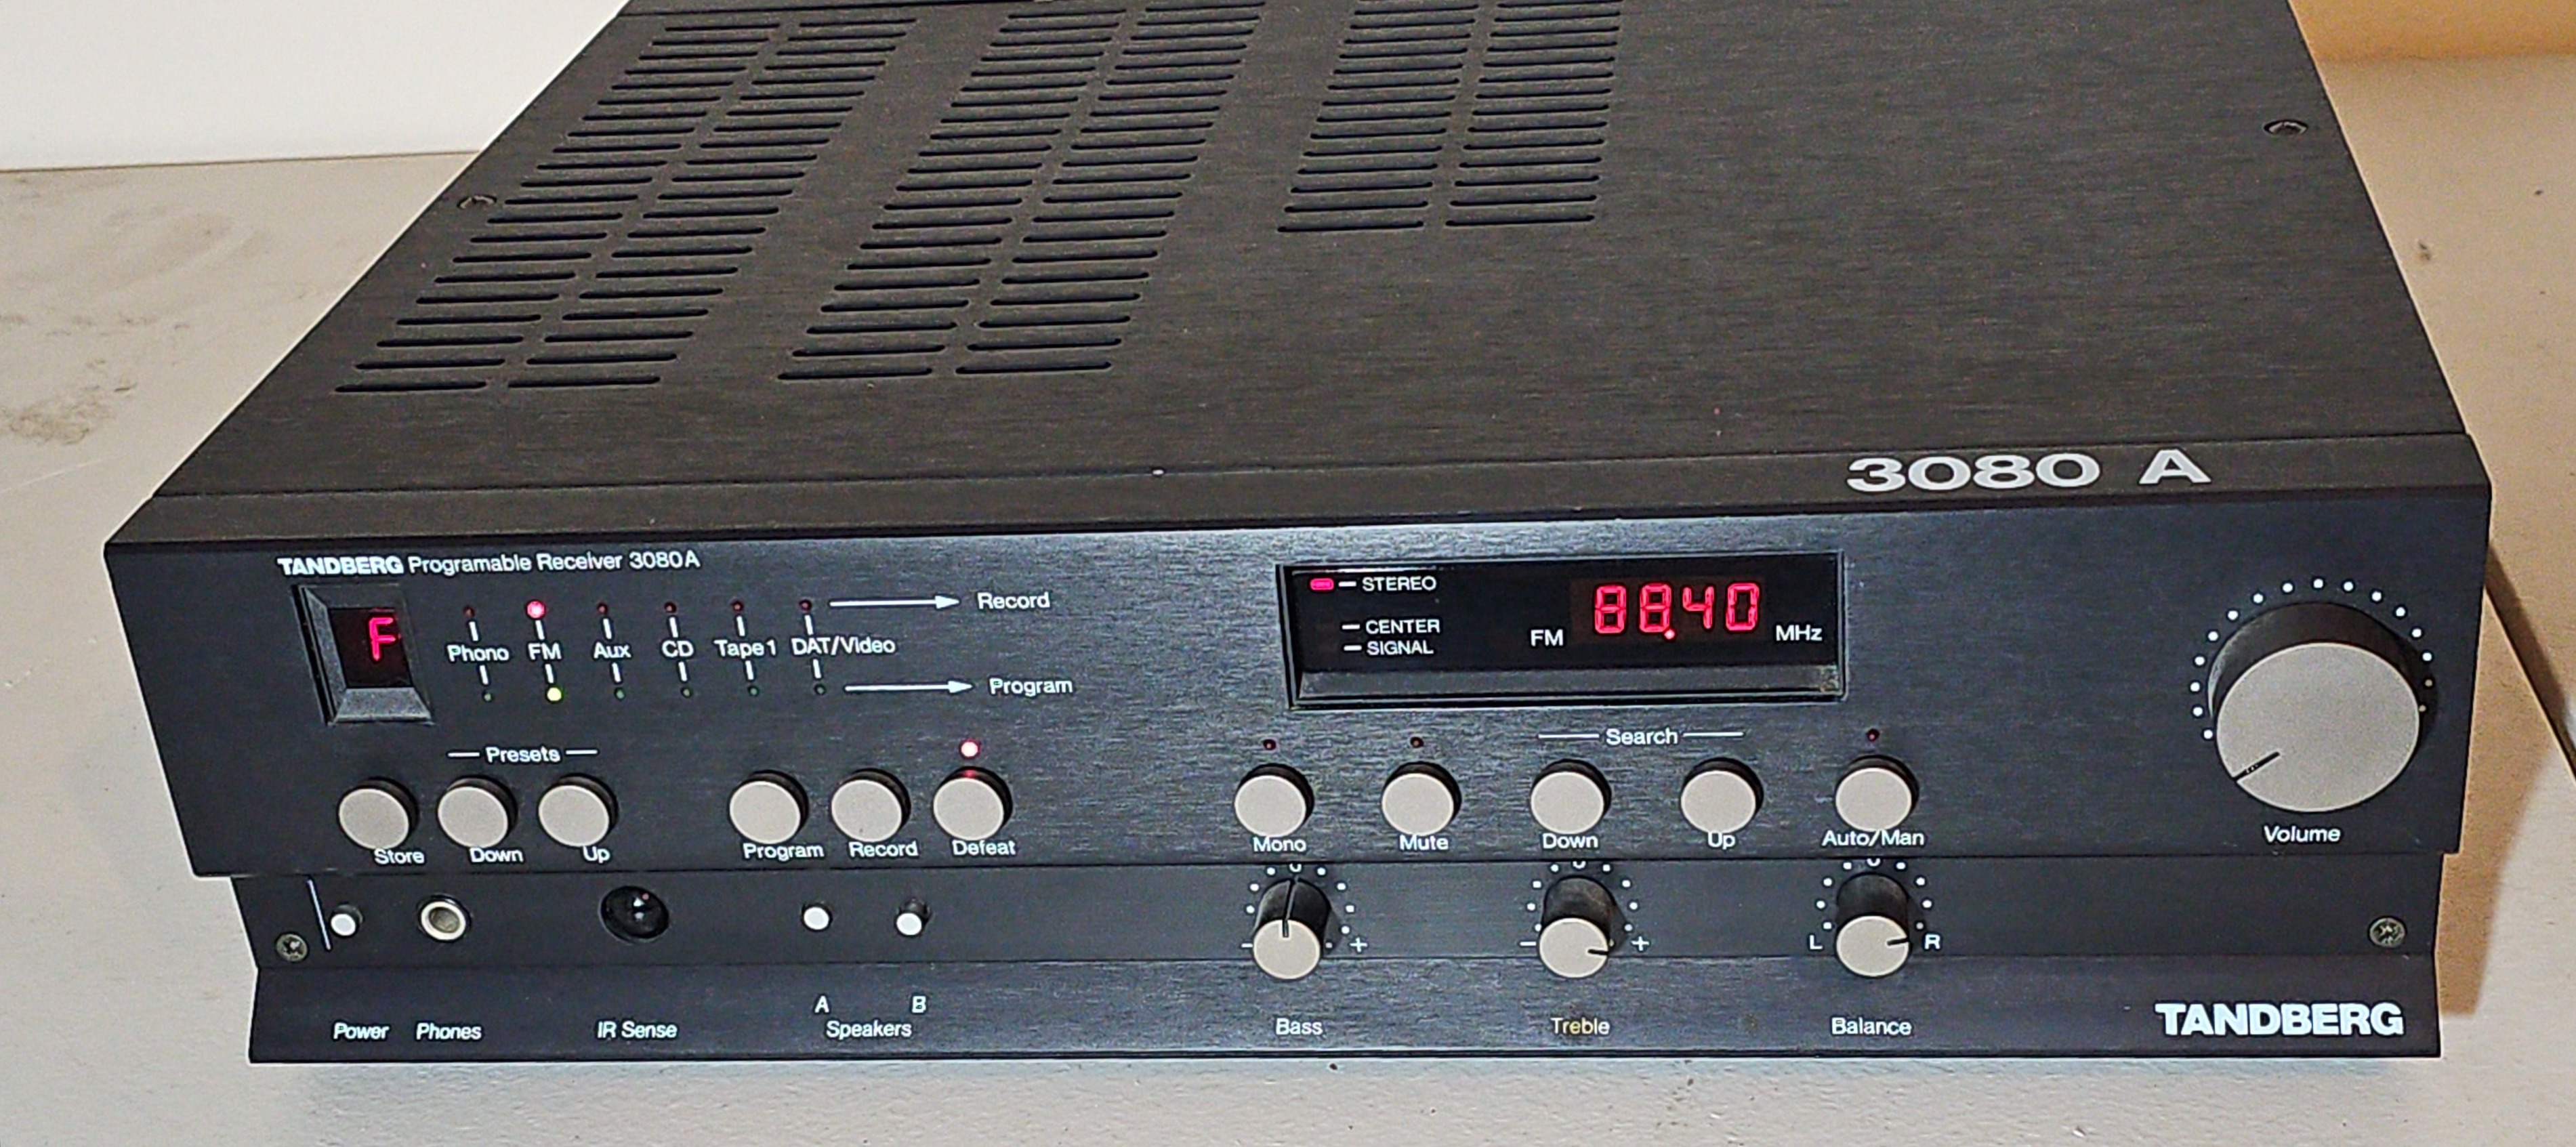 3080 A
TANDBERG Programable Receiver 3080A
F
Record
Phono FM Aux CD Tape1 DAT/Video
Program
STEREO
CENTER
SIGNAL
FM 88.40 MHz
Presets
Search
Store Down Up Program Record Defeat Mono Mute Down Up Auto/Man Volume
0 0 0
- + - + L R
A B
Power Phones IR Sense Speakers Bass Treble Balance
TANDBERG